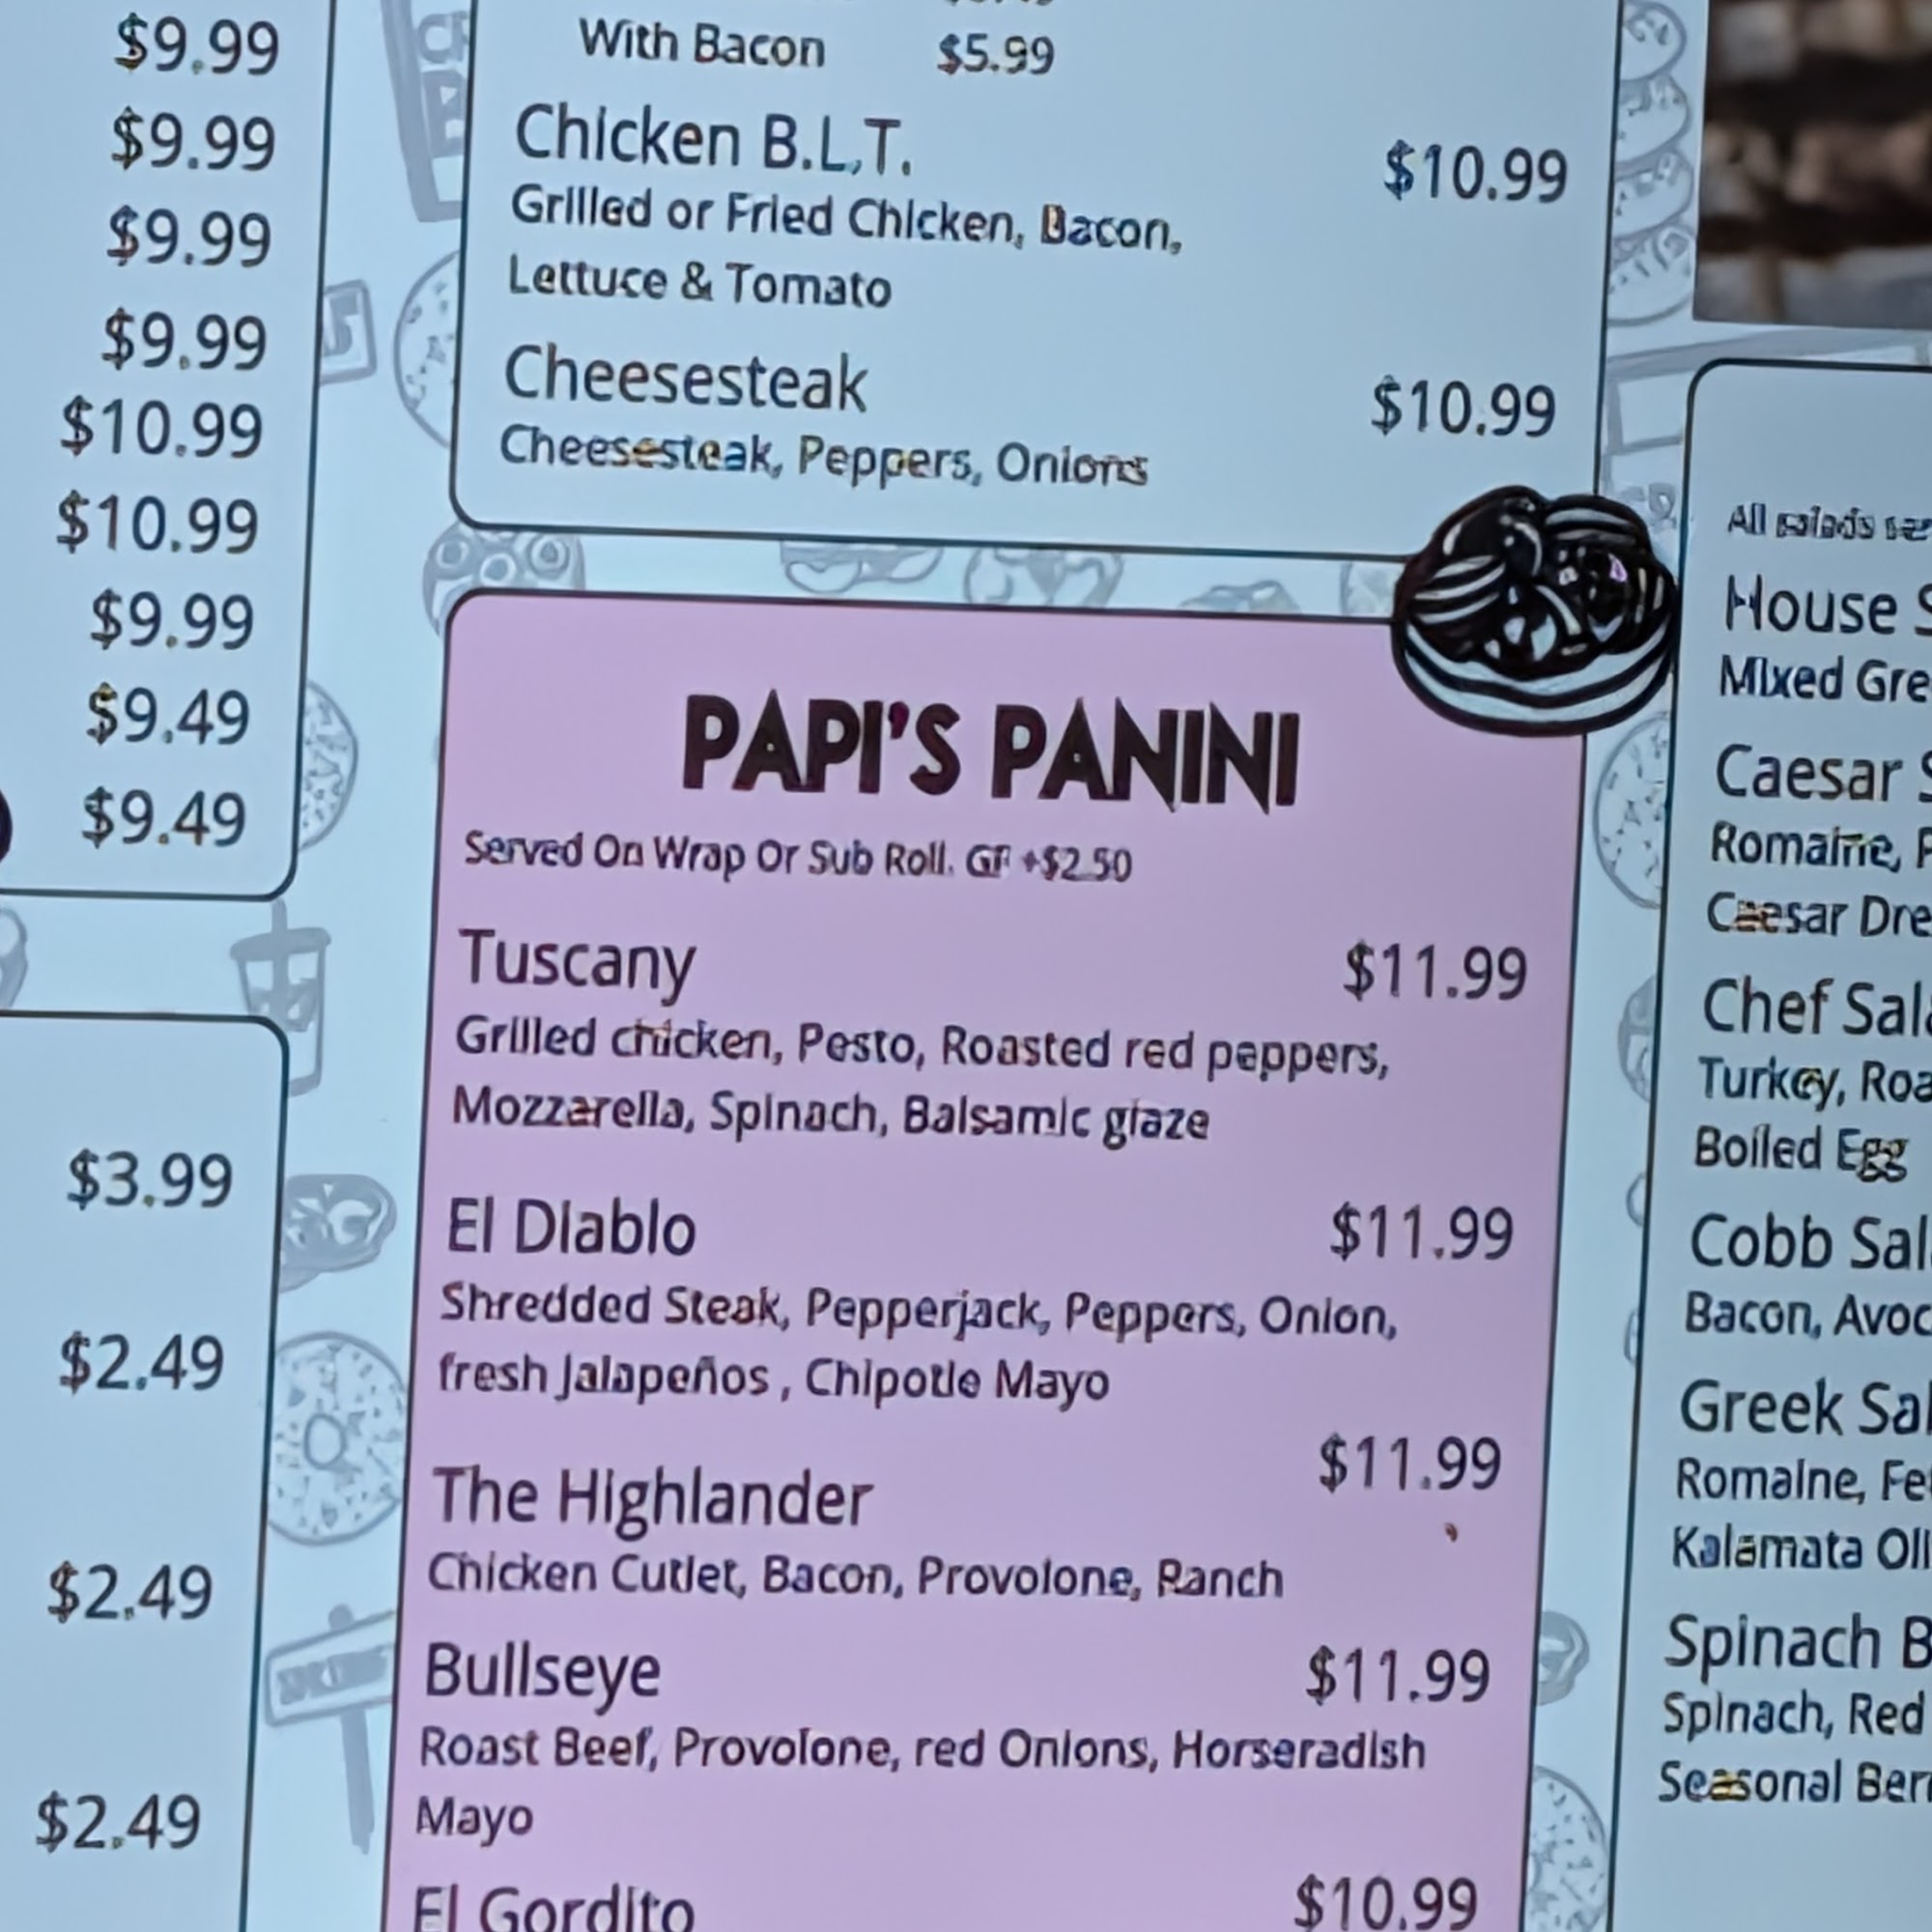 $9.99
$9.99
$9.99
$9.99
$10.99
$10.99
$9.99
$9.49
$9.49
$3.99
$2.49
$2.49
$2.49
With Bacon $5.99
Chicken B.L.T. $10.99
Grilled or Fried Chicken, Bacon,
Lettuce & Tomato
Cheesesteak $10.99
Cheesesteak, Peppers, Onions
PAPI'S PANINI
Served On Wrap Or Sub Roll. GF +$2.50
Tuscany $11.99
Grilled chicken, Pesto, Roasted red peppers,
Mozzarella, Spinach, Balsamic glaze
El Diablo $11.99
Shredded Steak, Pepperjack, Peppers, Onion,
fresh Jalapeños , Chipotle Mayo
The Highlander $11.99
Chicken Cutlet, Bacon, Provolone, Ranch
Bullseye $11.99
Roast Beef, Provolone, red Onions, Horseradish
Mayo
El Gordito $10.99
All salads
House
Mixed
Caesar
Romaine,
Caesar
Chef
Turkey,
Boiled Egg
Cobb
Bacon,
Greek
Romaine,
Kalamata
Spinach
Spinach, Red
Seasonal